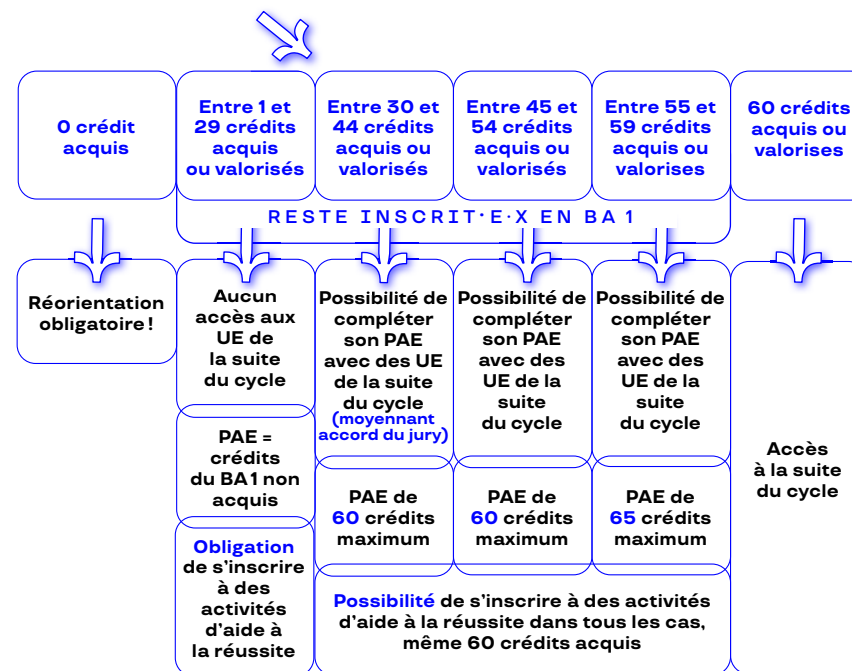 0 crédit
acquis
Entre 1 et
29 crédits
acquis
ou valorisés
Entre 30 et
44 crédits
acquis ou
valorisés
Entre 45 et
54 crédits
acquis ou
valorisés
Entre 55 et
59 crédits
acquis ou
valorises
60 crédits
acquis ou
valorises
RESTE INSCRIT·E·X EN BA 1
Réorientation
obligatoire !
Aucun
accès aux
UE de
la suite
du cycle
PAE =
crédits
du BA1 non
acquis
Obligation
de s'inscrire
à des
activités
d'aide à
la réussite
Possibilité de
compléter
son PAE
avec des UE
de la suite
du cycle
(moyennant
accord du jury)
PAE de
60 crédits
maximum
Possibilité de
compléter
son PAE
avec des
UE de la
suite
du cycle
PAE de
60 crédits
maximum
Possibilité de
compléter
son PAE
avec des
UE de la
suite
du cycle
PAE de
65 crédits
maximum
Possibilité de s'inscrire à des activités
d'aide à la réussite dans tous les cas,
même 60 crédits acquis
Accès
à la suite
du cycle